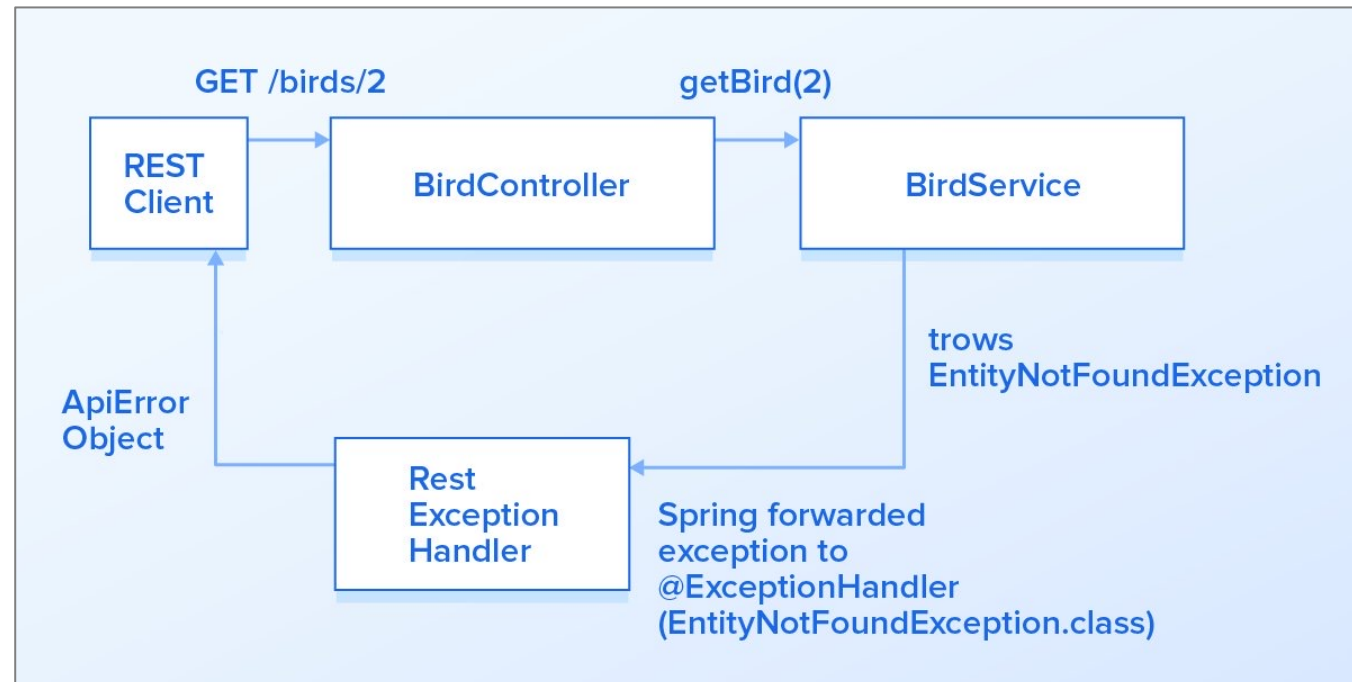 GET /birds/2
getBird(2)
REST
Client
BirdController
BirdService
trows
EntityNotFoundException
ApiError
Object
Rest
Exception
Handler
Spring forwarded
exception to
@ExceptionHandler
(EntityNotFoundException.class)